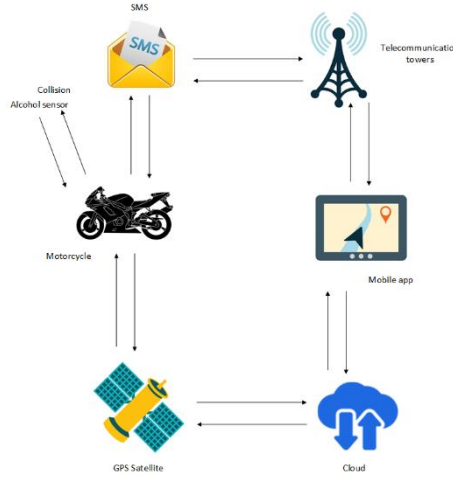 SMS
SMS
Telecommunication
towers
Collision
Alcohol sensor
Motorcycle
Mobile app
GPS Satellite
Cloud